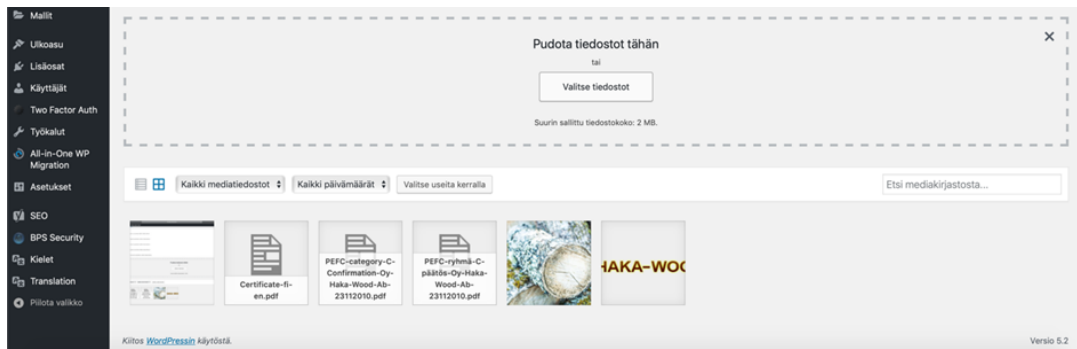 Mallit
Ulkoasu
Lisäosat
Käyttäjät
Two Factor Auth
Työkalut
All-in-One WP
Migration
Asetukset
SEO
BPS Security
Kielet
Translation
Piilota valikko
Pudota tiedostot tähän
tai
Valitse tiedostot
Suurin sallittu tiedostokoko: 2 MB.
Kaikki mediatiedostot
Kaikki päivämäärät
Valitse useita kerralla
Etsi mediakirjastosta...
Certificate-fi-
en.pdf
PEFC-category-C-
Confirmation-Oy-
Haka-Wood-Ab-
23112010.pdf
PEFC-ryhmä-C-
päätös-Oy-Haka-
Wood-Ab-
23112010.pdf
HAKA-WOO
Kiitos WordPressin käytöstä.
Versio 5.2